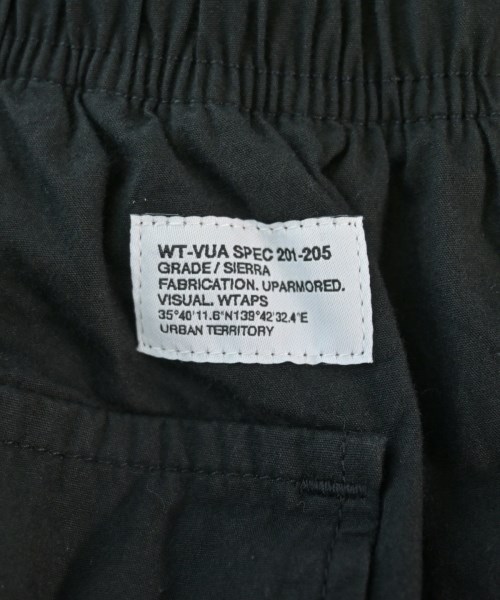 WT-VUA SPEC 201-205
GRADE / SIERRA
FABRICATION. UPARMORED.
VISUAL. WTAPS
35°40'11.6"N139°42'32.4"E
URBAN TERRITORY